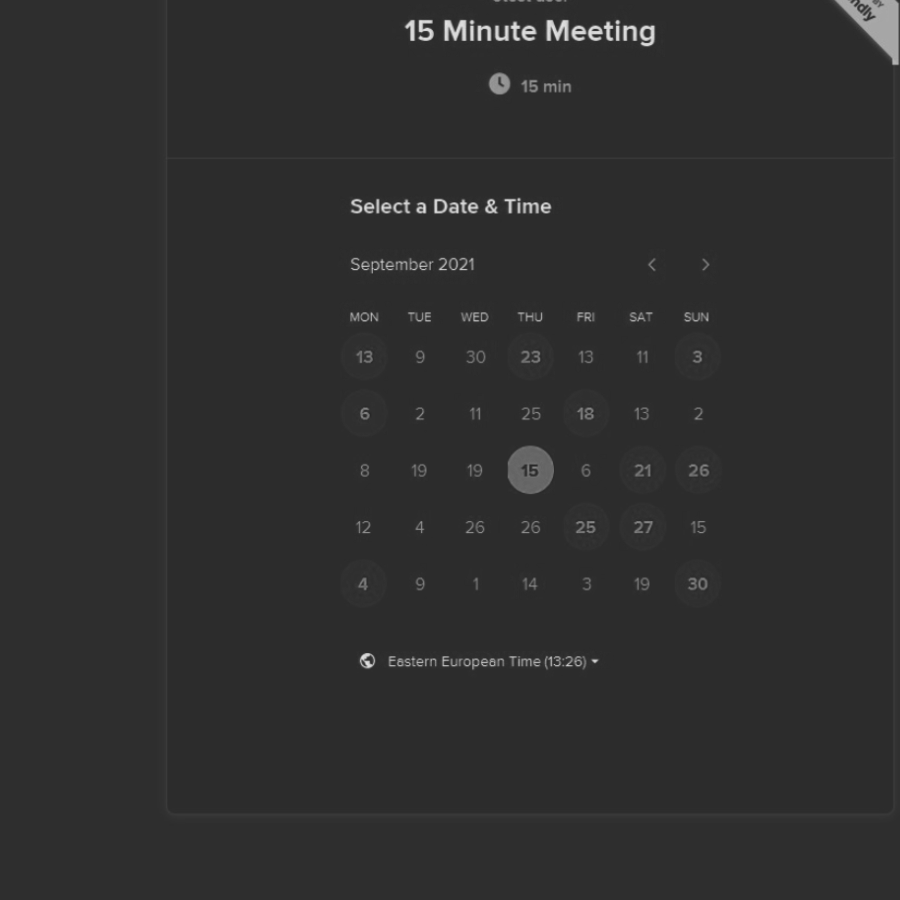 15 Minute Meeting
15 min
Select a Date & Time
September 2021
MON TUE WED THU FRI SAT SUN
13 9 30 23 13 11 3
6 2 11 25 18 13 2
8 19 19 15 6 21 26
12 4 26 26 25 27 15
4 9 1 14 3 19 30
Eastern European Time (13:26)